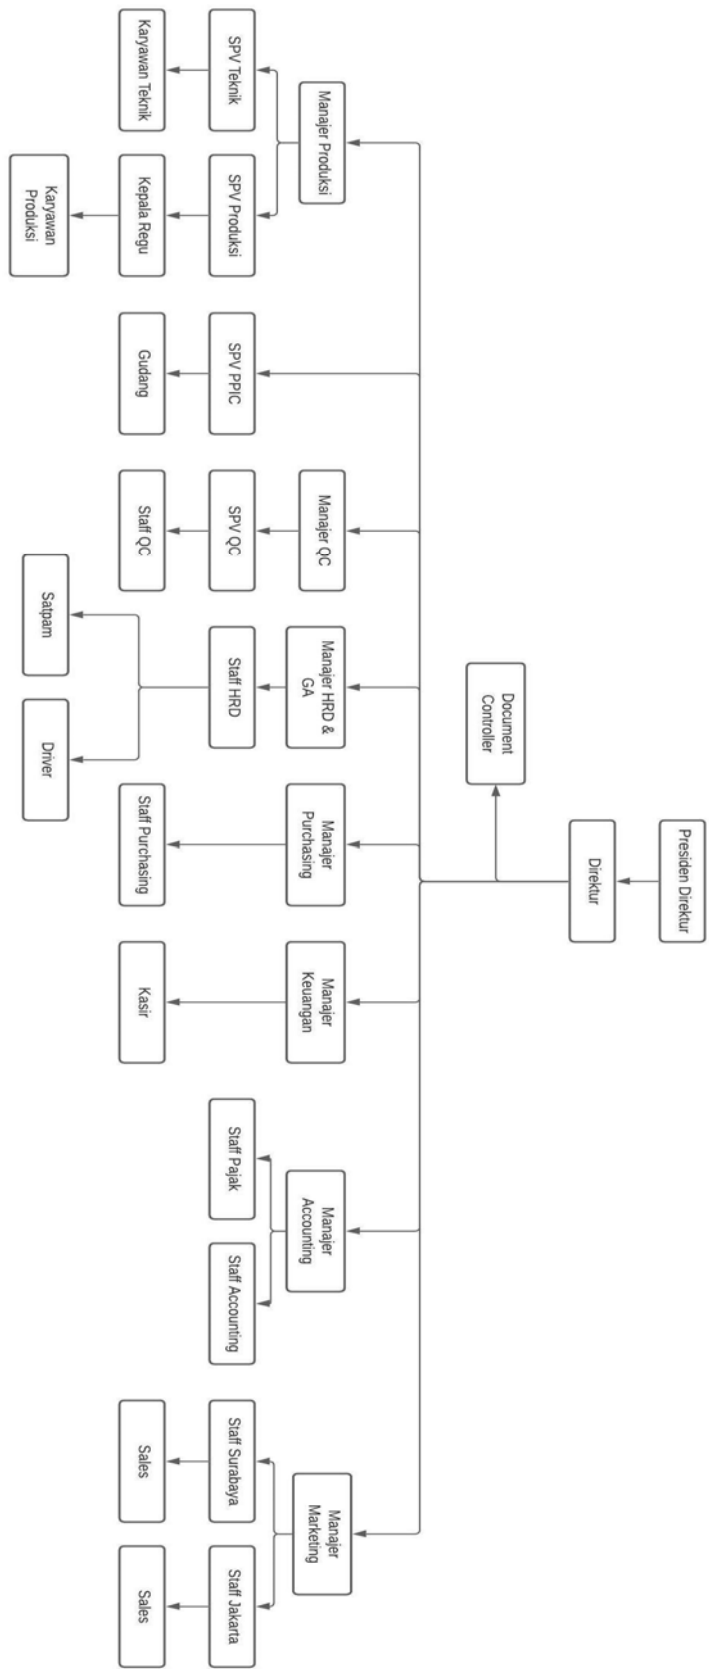 Presiden Direktur
Direktur
Document
Controller
Manajer Produksi
Manajer QC
Manajer HRD &
GA
Manajer
Purchasing
Manajer
Keuangan
Manajer
Accounting
Manajer
Marketing
SPV Teknik
SPV Produksi
SPV PPIC
SPV QC
Staff HRD
Staff Pajak
Staff Accounting
Staff Surabaya
Staff Jakarta
Karyawan Teknik
Kepala Regu
Gudang
Staff QC
Staff Purchasing
Kasir
Sales
Sales
Karyawan
Produksi
Satpam
Driver